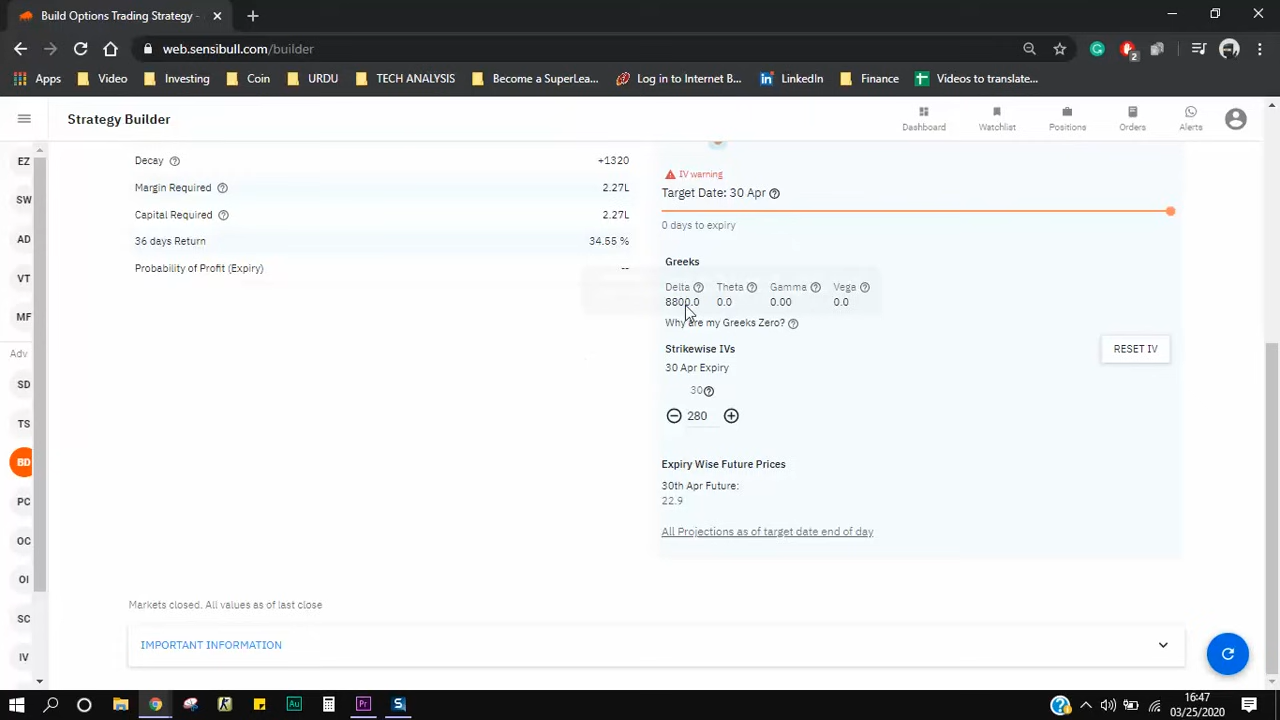 Build Options Trading Strategy -
web.sensibull.com/builder
2
Apps
Video
Investing
Coin
URDU
TECH ANALYSIS
Become a SuperLea...
Log in to Internet B...
LinkedIn
Finance
Videos to translate...
Strategy Builder
Dashboard
Watchlist
Positions
Orders
Alerts
EZ
SW
AD
VT
MF
Adv
SD
TS
BD
PC
OC
OI
SC
IV
Decay ?
+1320
Margin Required ?
2.27L
Capital Required ?
2.27L
36 days Return
34.55 %
Probability of Profit (Expiry)
--
IV warning
Target Date: 30 Apr ?
0 days to expiry
Greeks
Delta ? Theta ? Gamma ? Vega ?
8800.0 0.0 0.00 0.0
Why are my Greeks Zero? ?
Strikewise IVs
RESET IV
30 Apr Expiry
30 ?
280
Expiry Wise Future Prices
30th Apr Future:
22.9
All Projections as of target date end of day
Markets closed. All values as of last close
IMPORTANT INFORMATION
Au
Pr
S
16:47
03/25/2020